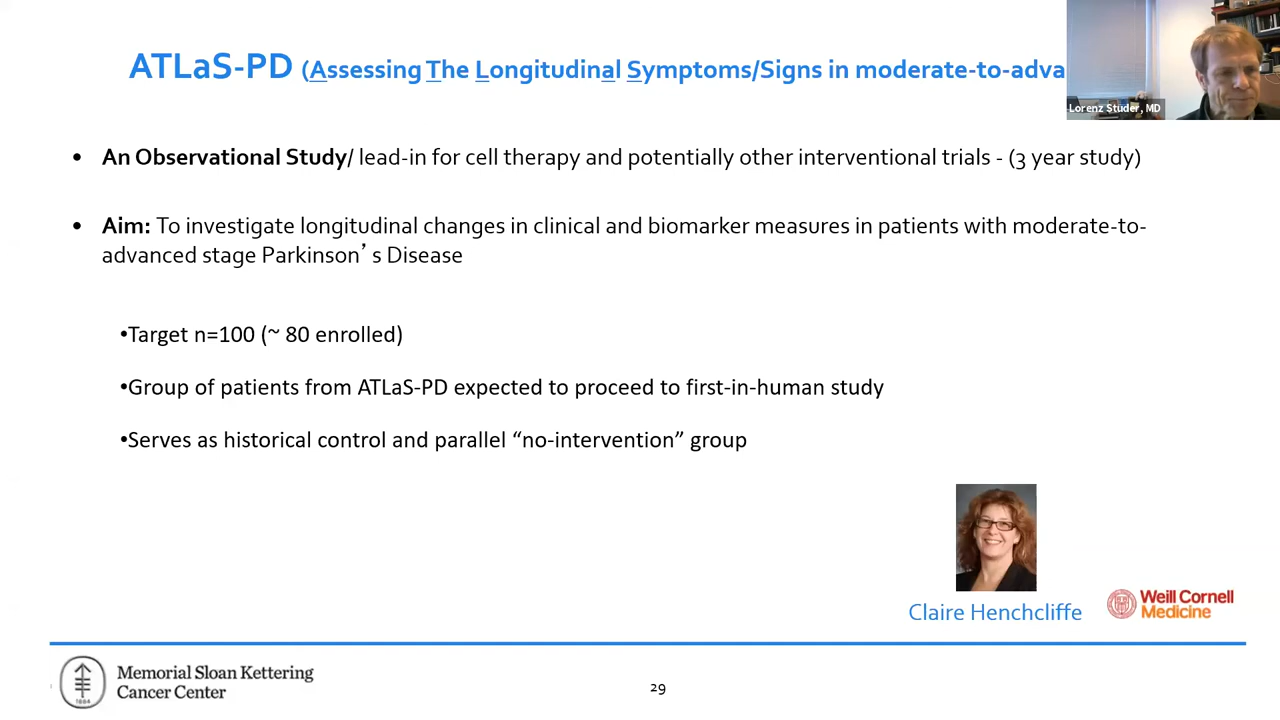 ATLaS-PD (Assessing The Longitudinal Symptoms/Signs in moderate-to-adva
Lorenz Studer, MD
• An Observational Study/ lead-in for cell therapy and potentially other interventional trials - (3 year study)
• Aim: To investigate longitudinal changes in clinical and biomarker measures in patients with moderate-to-
advanced stage Parkinson’s Disease
•Target n=100 (~ 80 enrolled)
•Group of patients from ATLaS-PD expected to proceed to first-in-human study
•Serves as historical control and parallel “no-intervention” group
Claire Henchcliffe
Weill Cornell
Medicine
Memorial Sloan Kettering
Cancer Center
1884
29